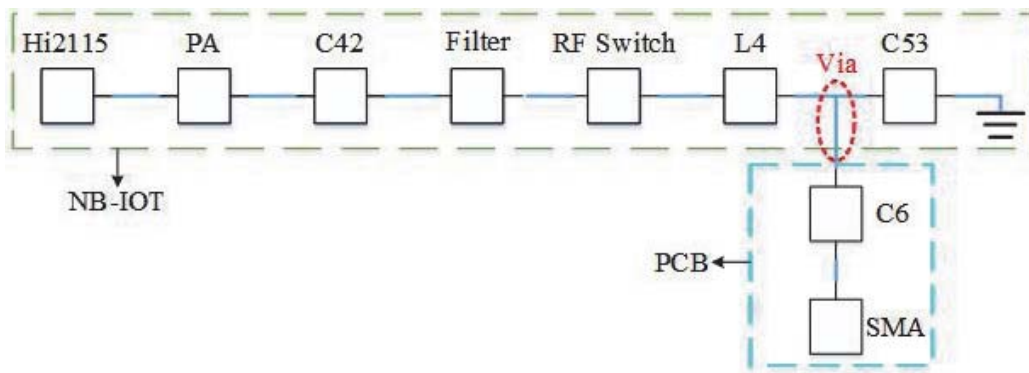 Hi2115 PA C42 Filter RF Switch L4 C53
Via
NB-IOT
C6
PCB
SMA